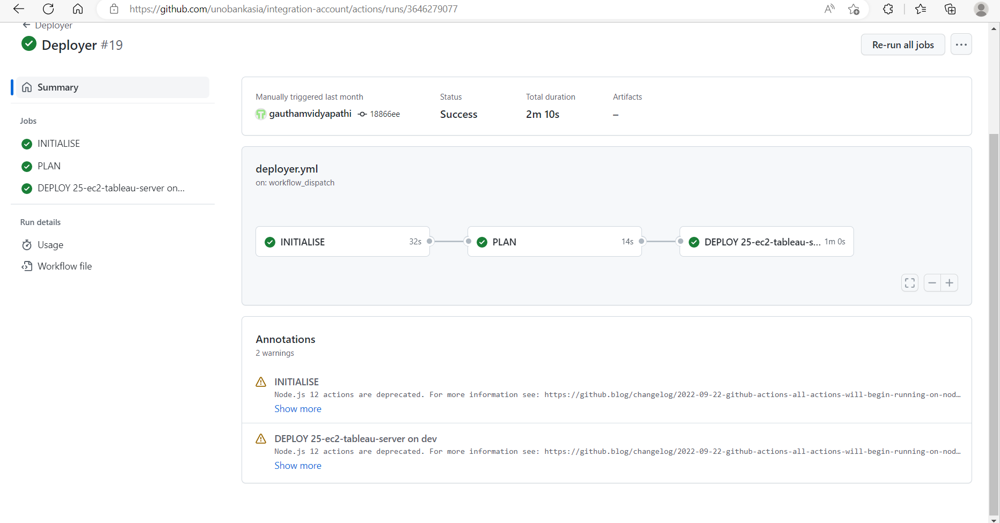 https://github.com/unobankasia/integration-account/actions/runs/3646279077
Deployer
Deployer #19
Re-run all jobs
Summary
Jobs
INITIALISE
PLAN
DEPLOY 25-ec2-tableau-server on...
Run details
Usage
Workflow file
Manually triggered last month
gauthamvidyapathi 18866ee
Status
Success
Total duration
2m 10s
Artifacts
–
deployer.yml
on: workflow_dispatch
INITIALISE 32s
PLAN 14s
DEPLOY 25-ec2-tableau-s... 1m 0s
Annotations
2 warnings
INITIALISE
Node.js 12 actions are deprecated. For more information see: https://github.blog/changelog/2022-09-22-github-actions-all-actions-will-begin-running-on-nod…
Show more
DEPLOY 25-ec2-tableau-server on dev
Node.js 12 actions are deprecated. For more information see: https://github.blog/changelog/2022-09-22-github-actions-all-actions-will-begin-running-on-nod…
Show more